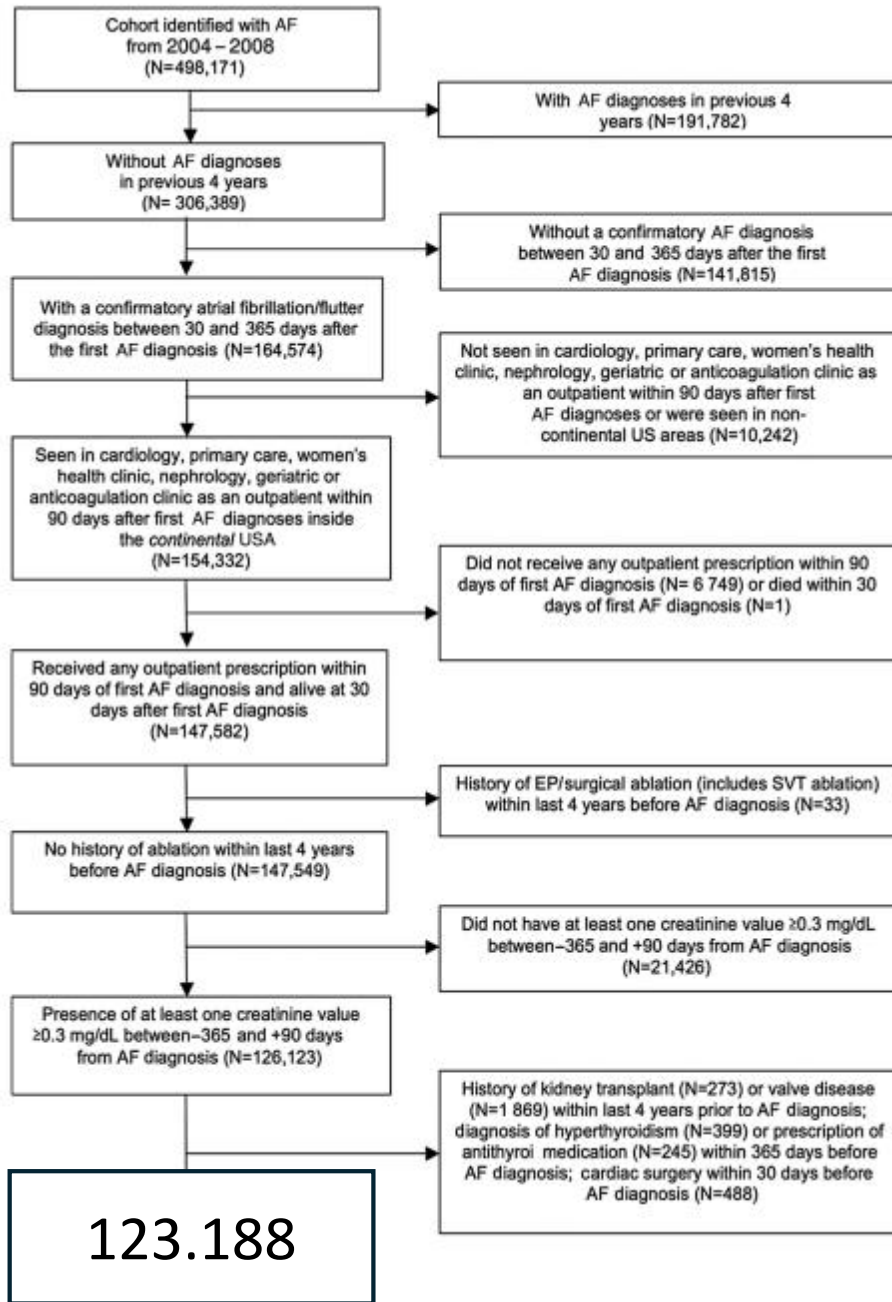 Cohort identified with AF
from 2004 – 2008
(N=498,171)
With AF diagnoses in previous 4
years (N=191,782)
Without AF diagnoses
in previous 4 years
(N= 306,389)
Without a confirmatory AF diagnosis
between 30 and 365 days after the first
AF diagnosis (N=141,815)
With a confirmatory atrial fibrillation/flutter
diagnosis between 30 and 365 days after
the first AF diagnosis (N=164,574)
Not seen in cardiology, primary care, women's health
clinic, nephrology, geriatric or anticoagulation clinic as
an outpatient within 90 days after first
AF diagnoses or were seen in non-
continental US areas (N=10,242)
Seen in cardiology, primary care, women's
health clinic, nephrology, geriatric or
anticoagulation clinic as an outpatient within
90 days after first AF diagnoses inside
the continental USA
(N=154,332)
Did not receive any outpatient prescription within 90
days of first AF diagnosis (N= 6 749) or died within 30
days of first AF diagnosis (N=1)
Received any outpatient prescription within
90 days of first AF diagnosis and alive at 30
days after first AF diagnosis
(N=147,582)
History of EP/surgical ablation (includes SVT ablation)
within last 4 years before AF diagnosis (N=33)
No history of ablation within last 4 years
before AF diagnosis (N=147,549)
Did not have at least one creatinine value ≥0.3 mg/dL
between–365 and +90 days from AF diagnosis
(N=21,426)
Presence of at least one creatinine value
≥0.3 mg/dL between–365 and +90 days
from AF diagnosis (N=126,123)
History of kidney transplant (N=273) or valve disease
(N=1 869) within last 4 years prior to AF diagnosis;
diagnosis of hyperthyroidism (N=399) or prescription of
antithyroi medication (N=245) within 365 days before
AF diagnosis; cardiac surgery within 30 days before
AF diagnosis (N=488)
123.188